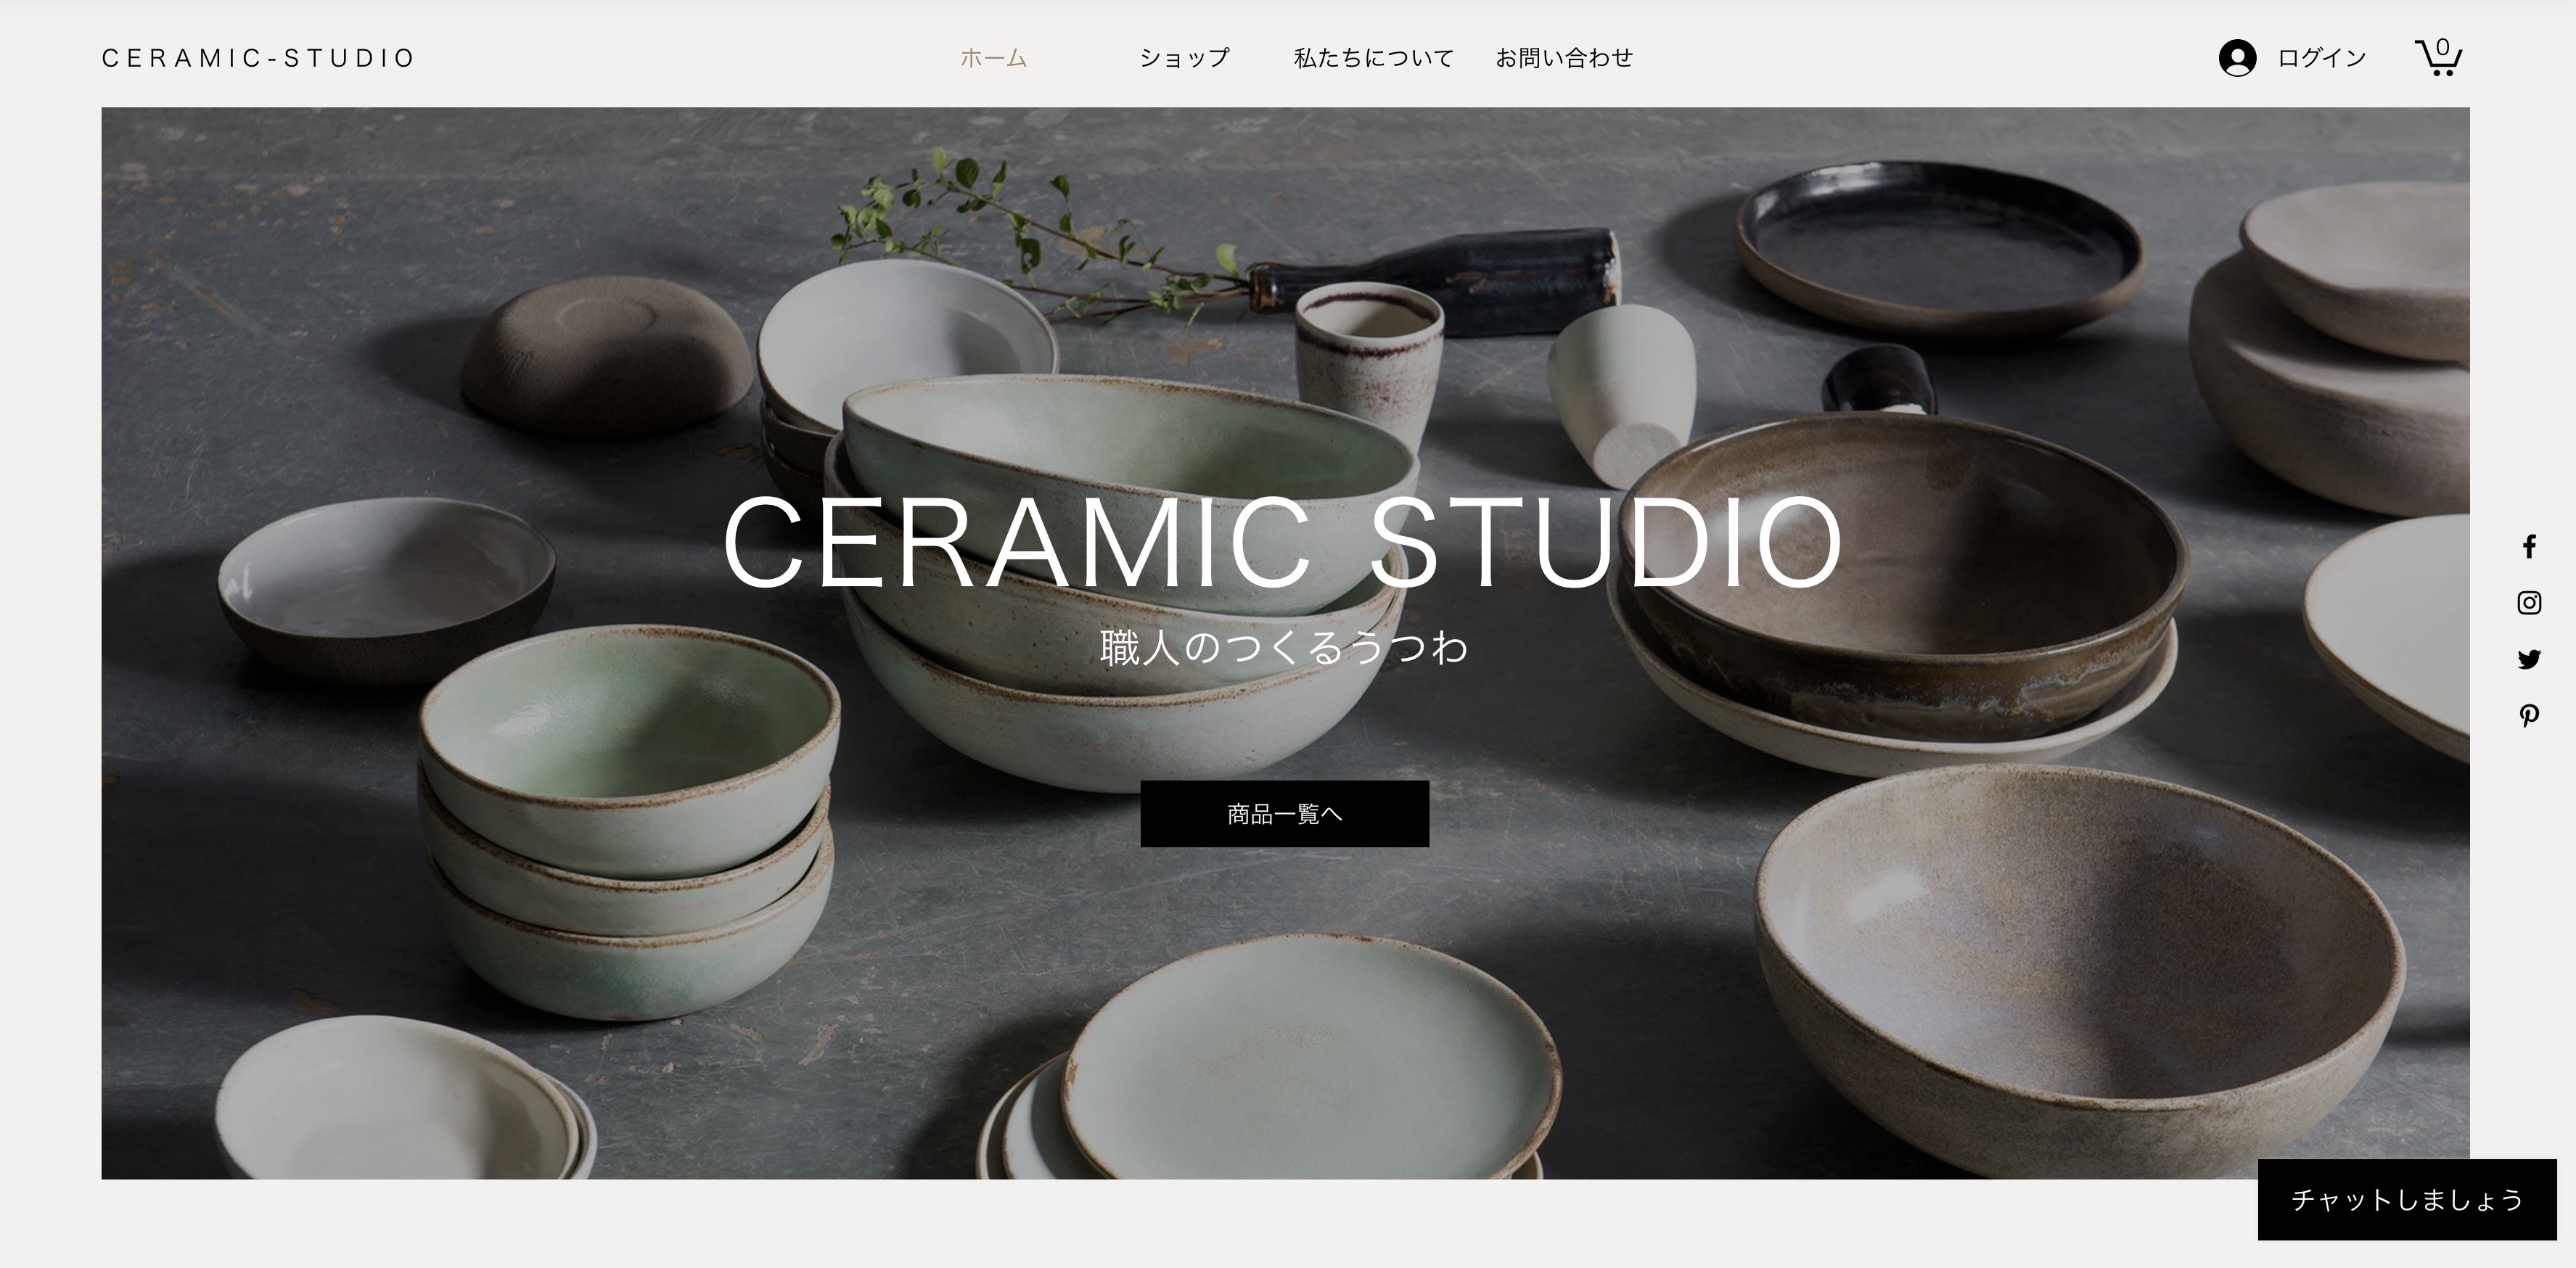 CERAMIC-STUDIO
ホーム ショップ 私たちについて お問い合わせ
ログイン 0
CERAMIC STUDIO
職人のつくるうつわ
商品一覧へ
チャットしましょう